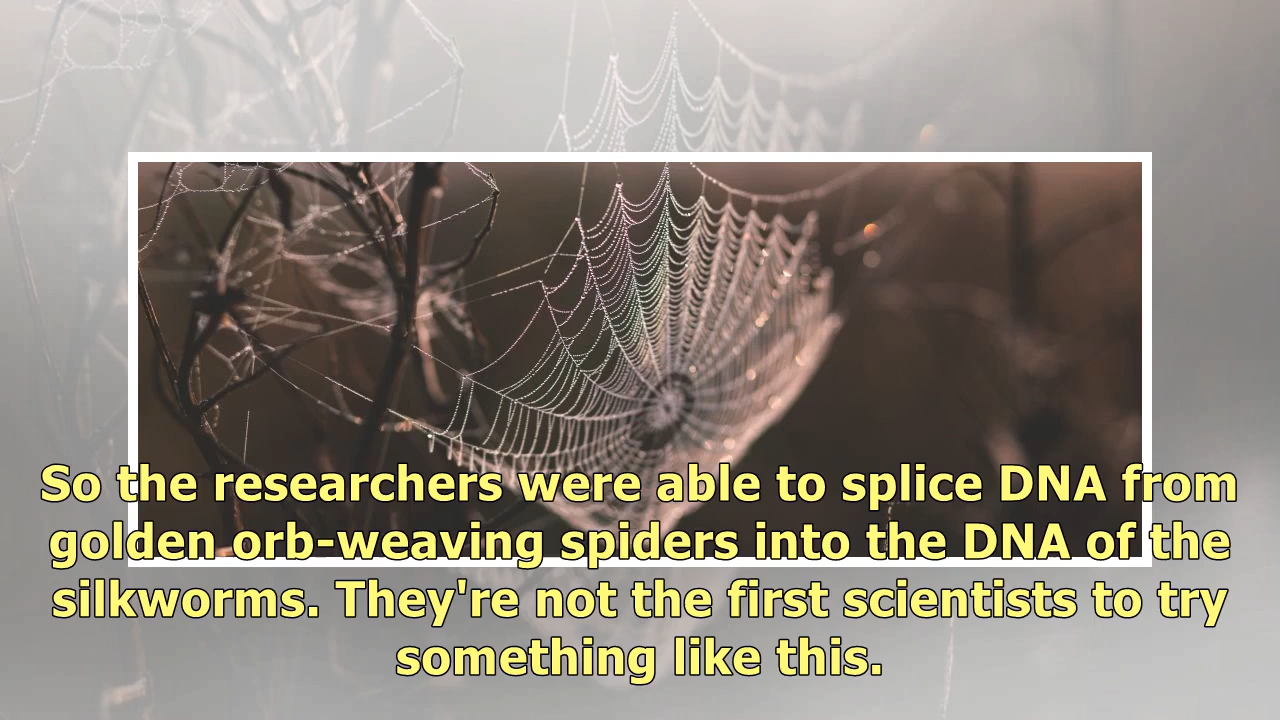 So the researchers were able to splice DNA from
golden orb-weaving spiders into the DNA of the
silkworms. They're not the first scientists to try
something like this.